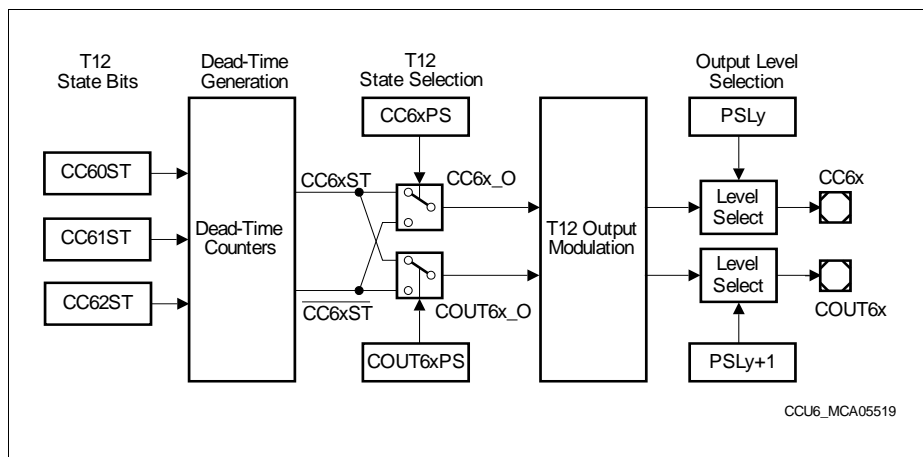 T12
State Bits
Dead-Time
Generation
T12
State Selection
Output Level
Selection
CC6xPS
PSLy
CC60ST
CC61ST
CC62ST
Dead-Time
Counters
CC6xST
CC6xST
CC6x_O
COUT6x_O
COUT6xPS
T12 Output
Modulation
Level
Select
Level
Select
CC6x
COUT6x
PSLy+1
CCU6_MCA05519